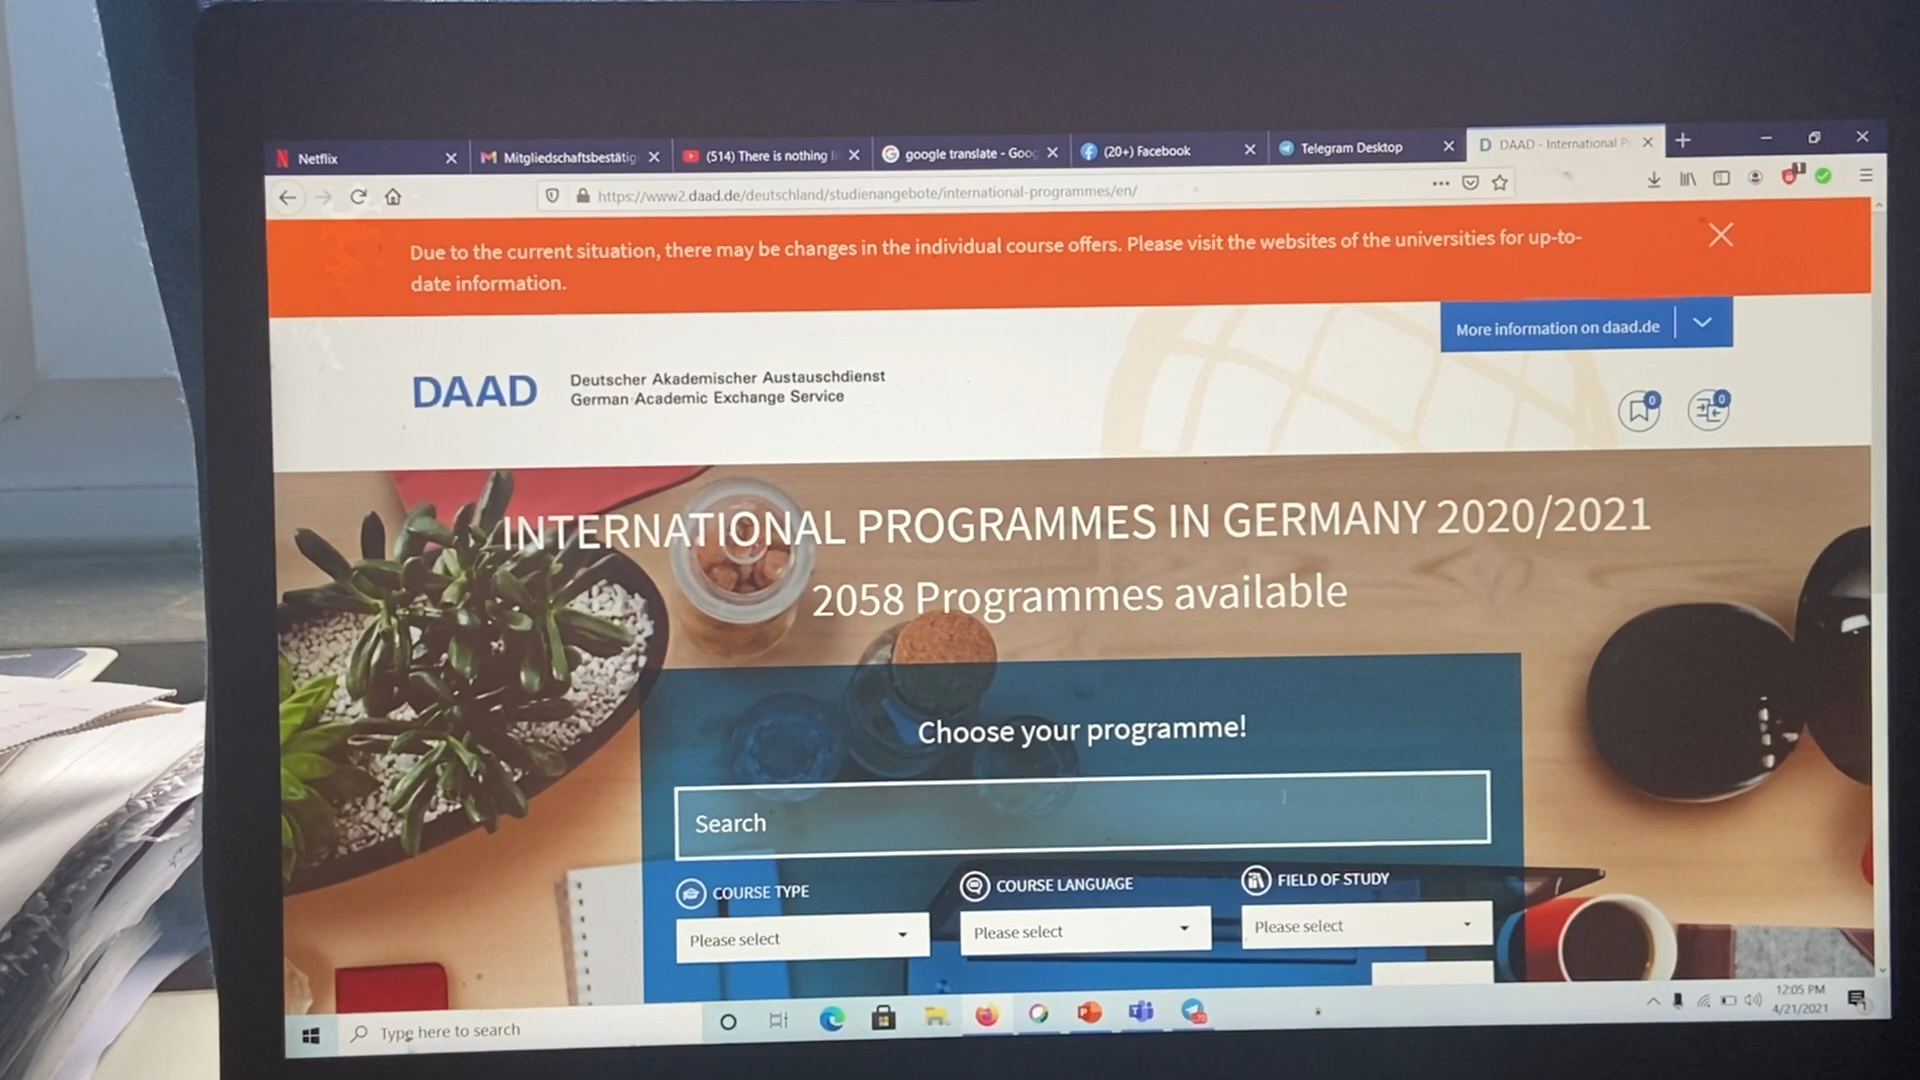 Netflix
Mitgliedschaftsbestätig
(514) There is nothing
google translate - Goog
(20+) Facebook
Telegram Desktop
DAAD - International P
https://www2.daad.de/deutschland/studienangebote/international-programmes/en/
1
Due to the current situation, there may be changes in the individual course offers. Please visit the websites of the universities for up-to-
date information.
More information on daad.de
DAAD
Deutscher Akademischer Austauschdienst
German Academic Exchange Service
0
0
INTERNATIONAL PROGRAMMES IN GERMANY 2020/2021
2058 Programmes available
Choose your programme!
Search
COURSE TYPE
COURSE LANGUAGE
FIELD OF STUDY
Please select
Please select
Please select
Type here to search
12:05 PM
4/21/2021